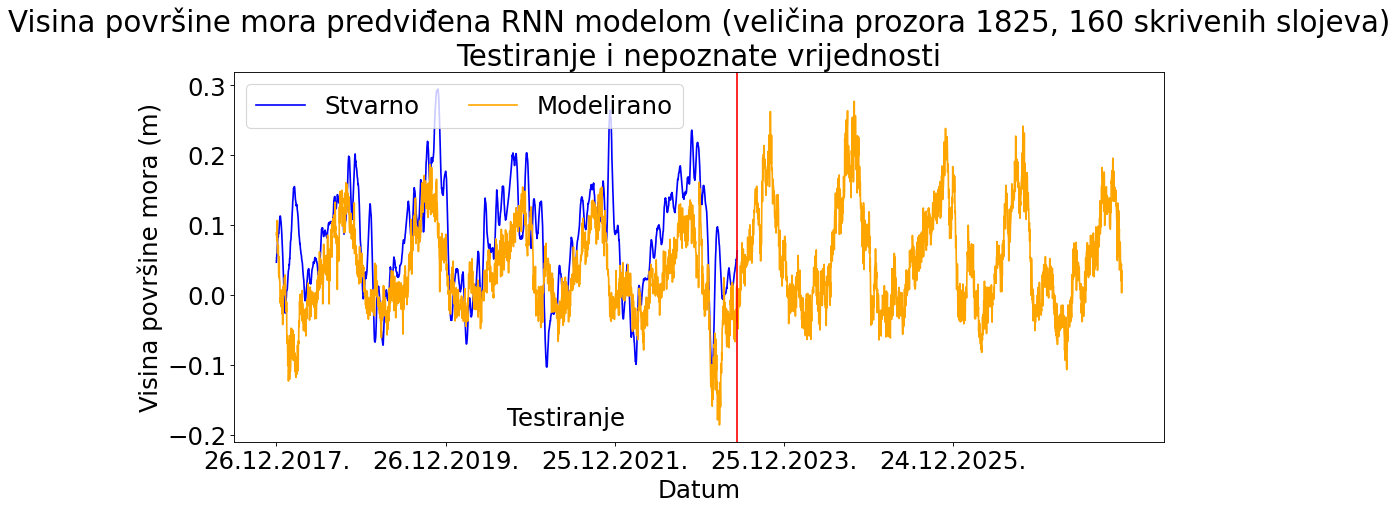 Visina površine mora predviđena RNN modelom (veličina prozora 1825, 160 skrivenih slojeva)
Testiranje i nepoznate vrijednosti
Stvarno
Modelirano
Visina površine mora (m)
0.3
0.2
0.1
0.0
−0.1
−0.2
Testiranje
26.12.2017.
26.12.2019.
25.12.2021.
25.12.2023.
24.12.2025.
Datum